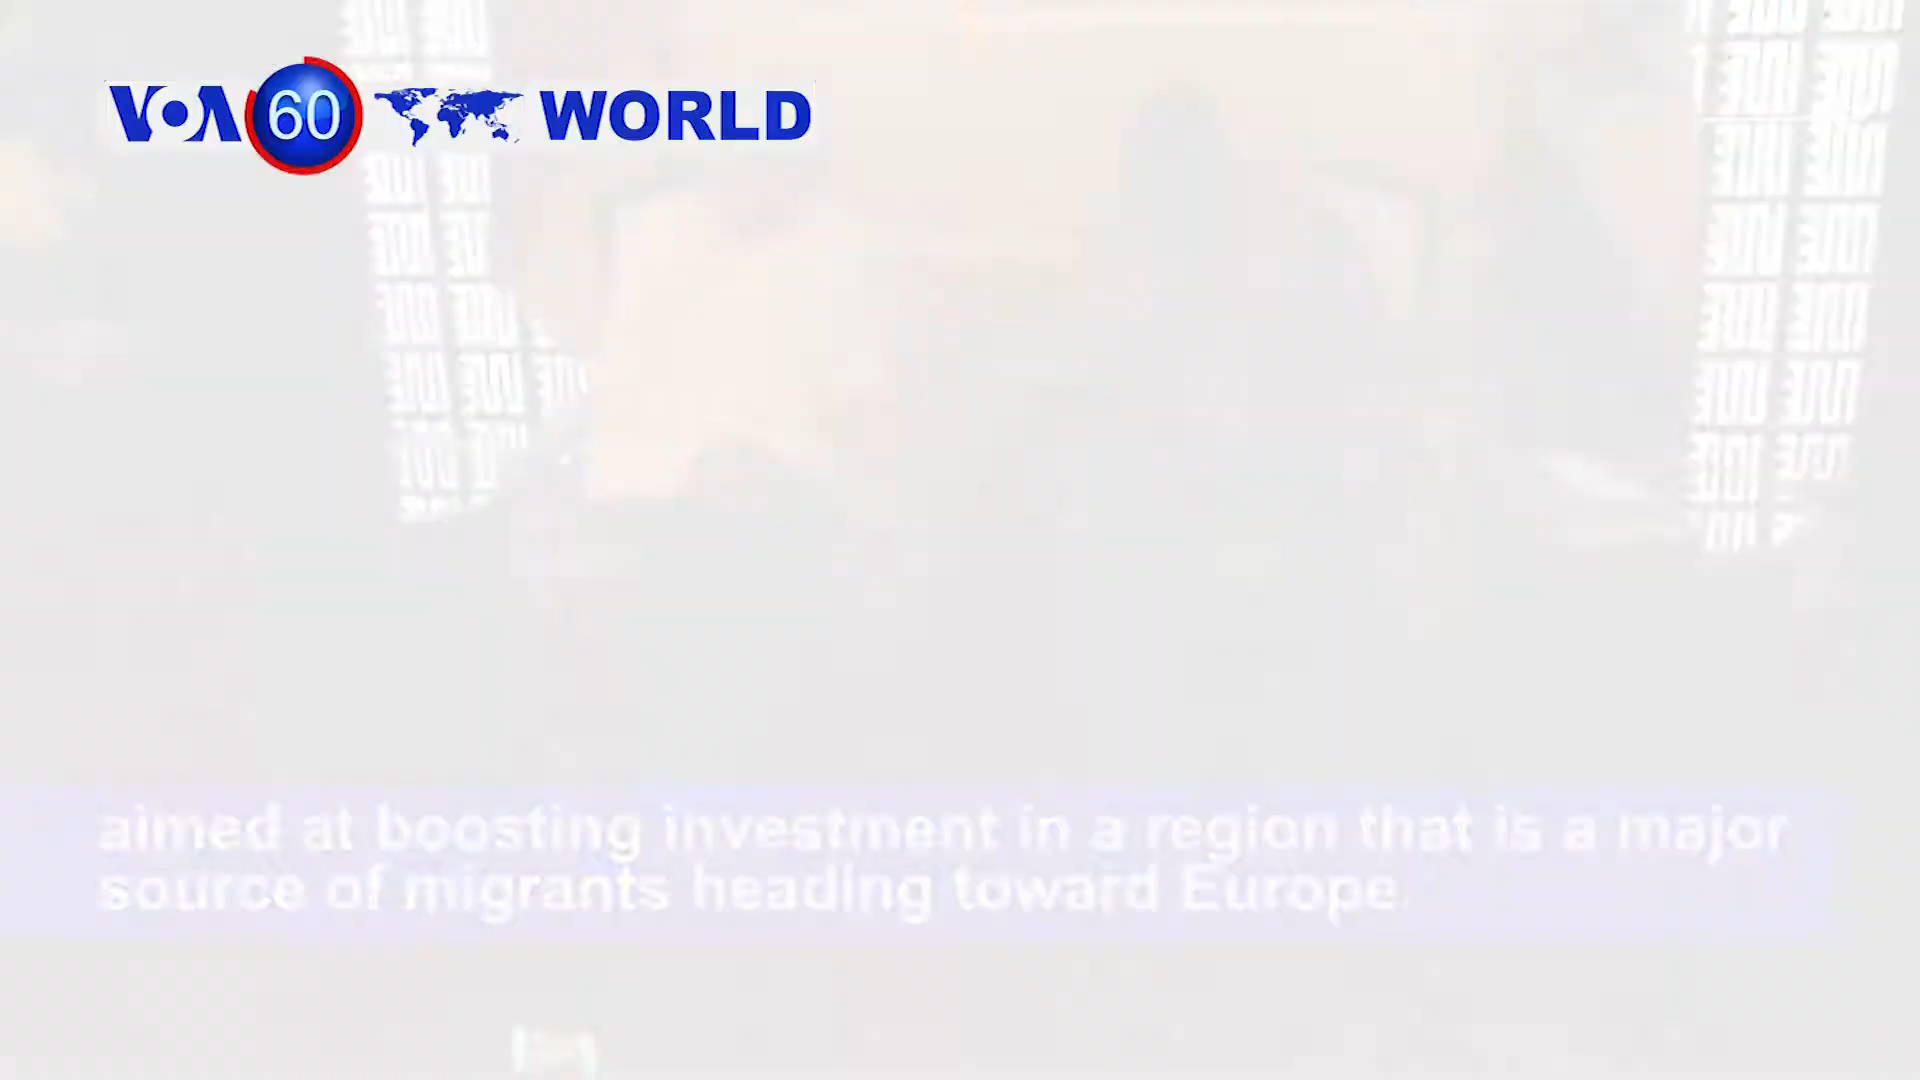 VOA 60 WORLD
aimed at boosting investment in a region that is a major
source of migrants heading toward Europe.